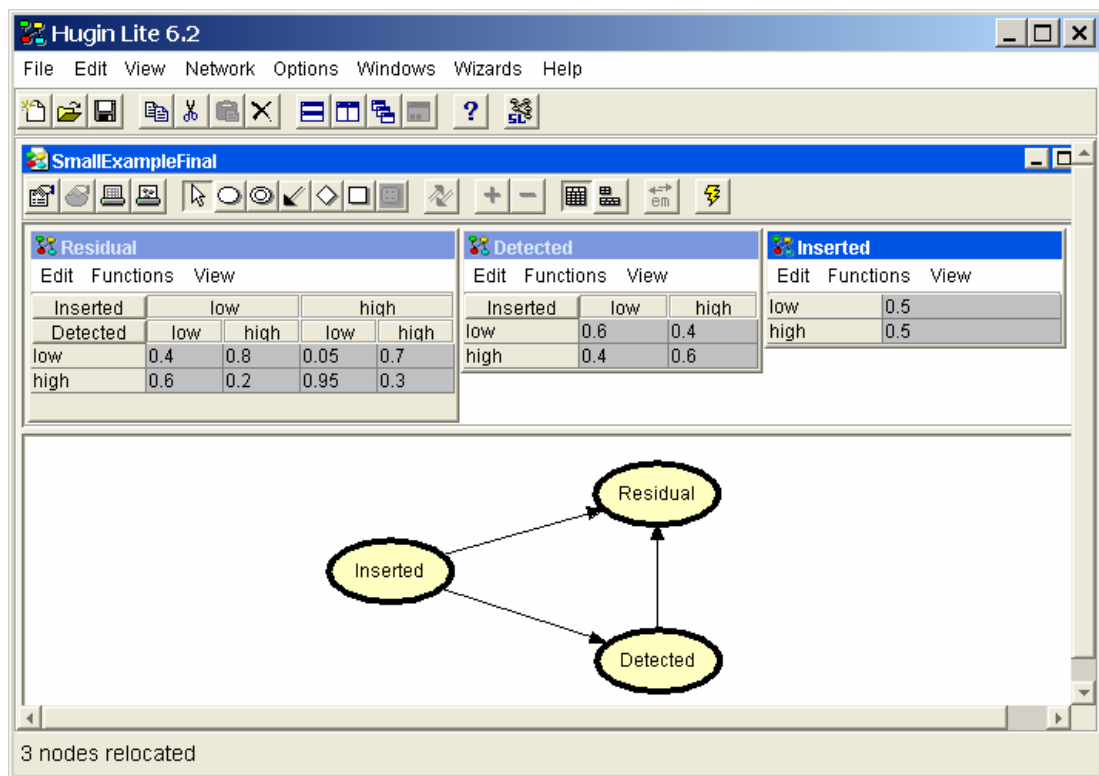 Hugin Lite 6.2
File Edit View Network Options Windows Wizards Help
? SL
SmallExampleFinal
em
Residual
Edit Functions View
Inserted low high
Detected low high low high
low 0.4 0.8 0.05 0.7
high 0.6 0.2 0.95 0.3
Detected
Edit Functions View
Inserted low high
low 0.6 0.4
high 0.4 0.6
Inserted
Edit Functions View
low 0.5
high 0.5
Residual
Inserted
Detected
3 nodes relocated